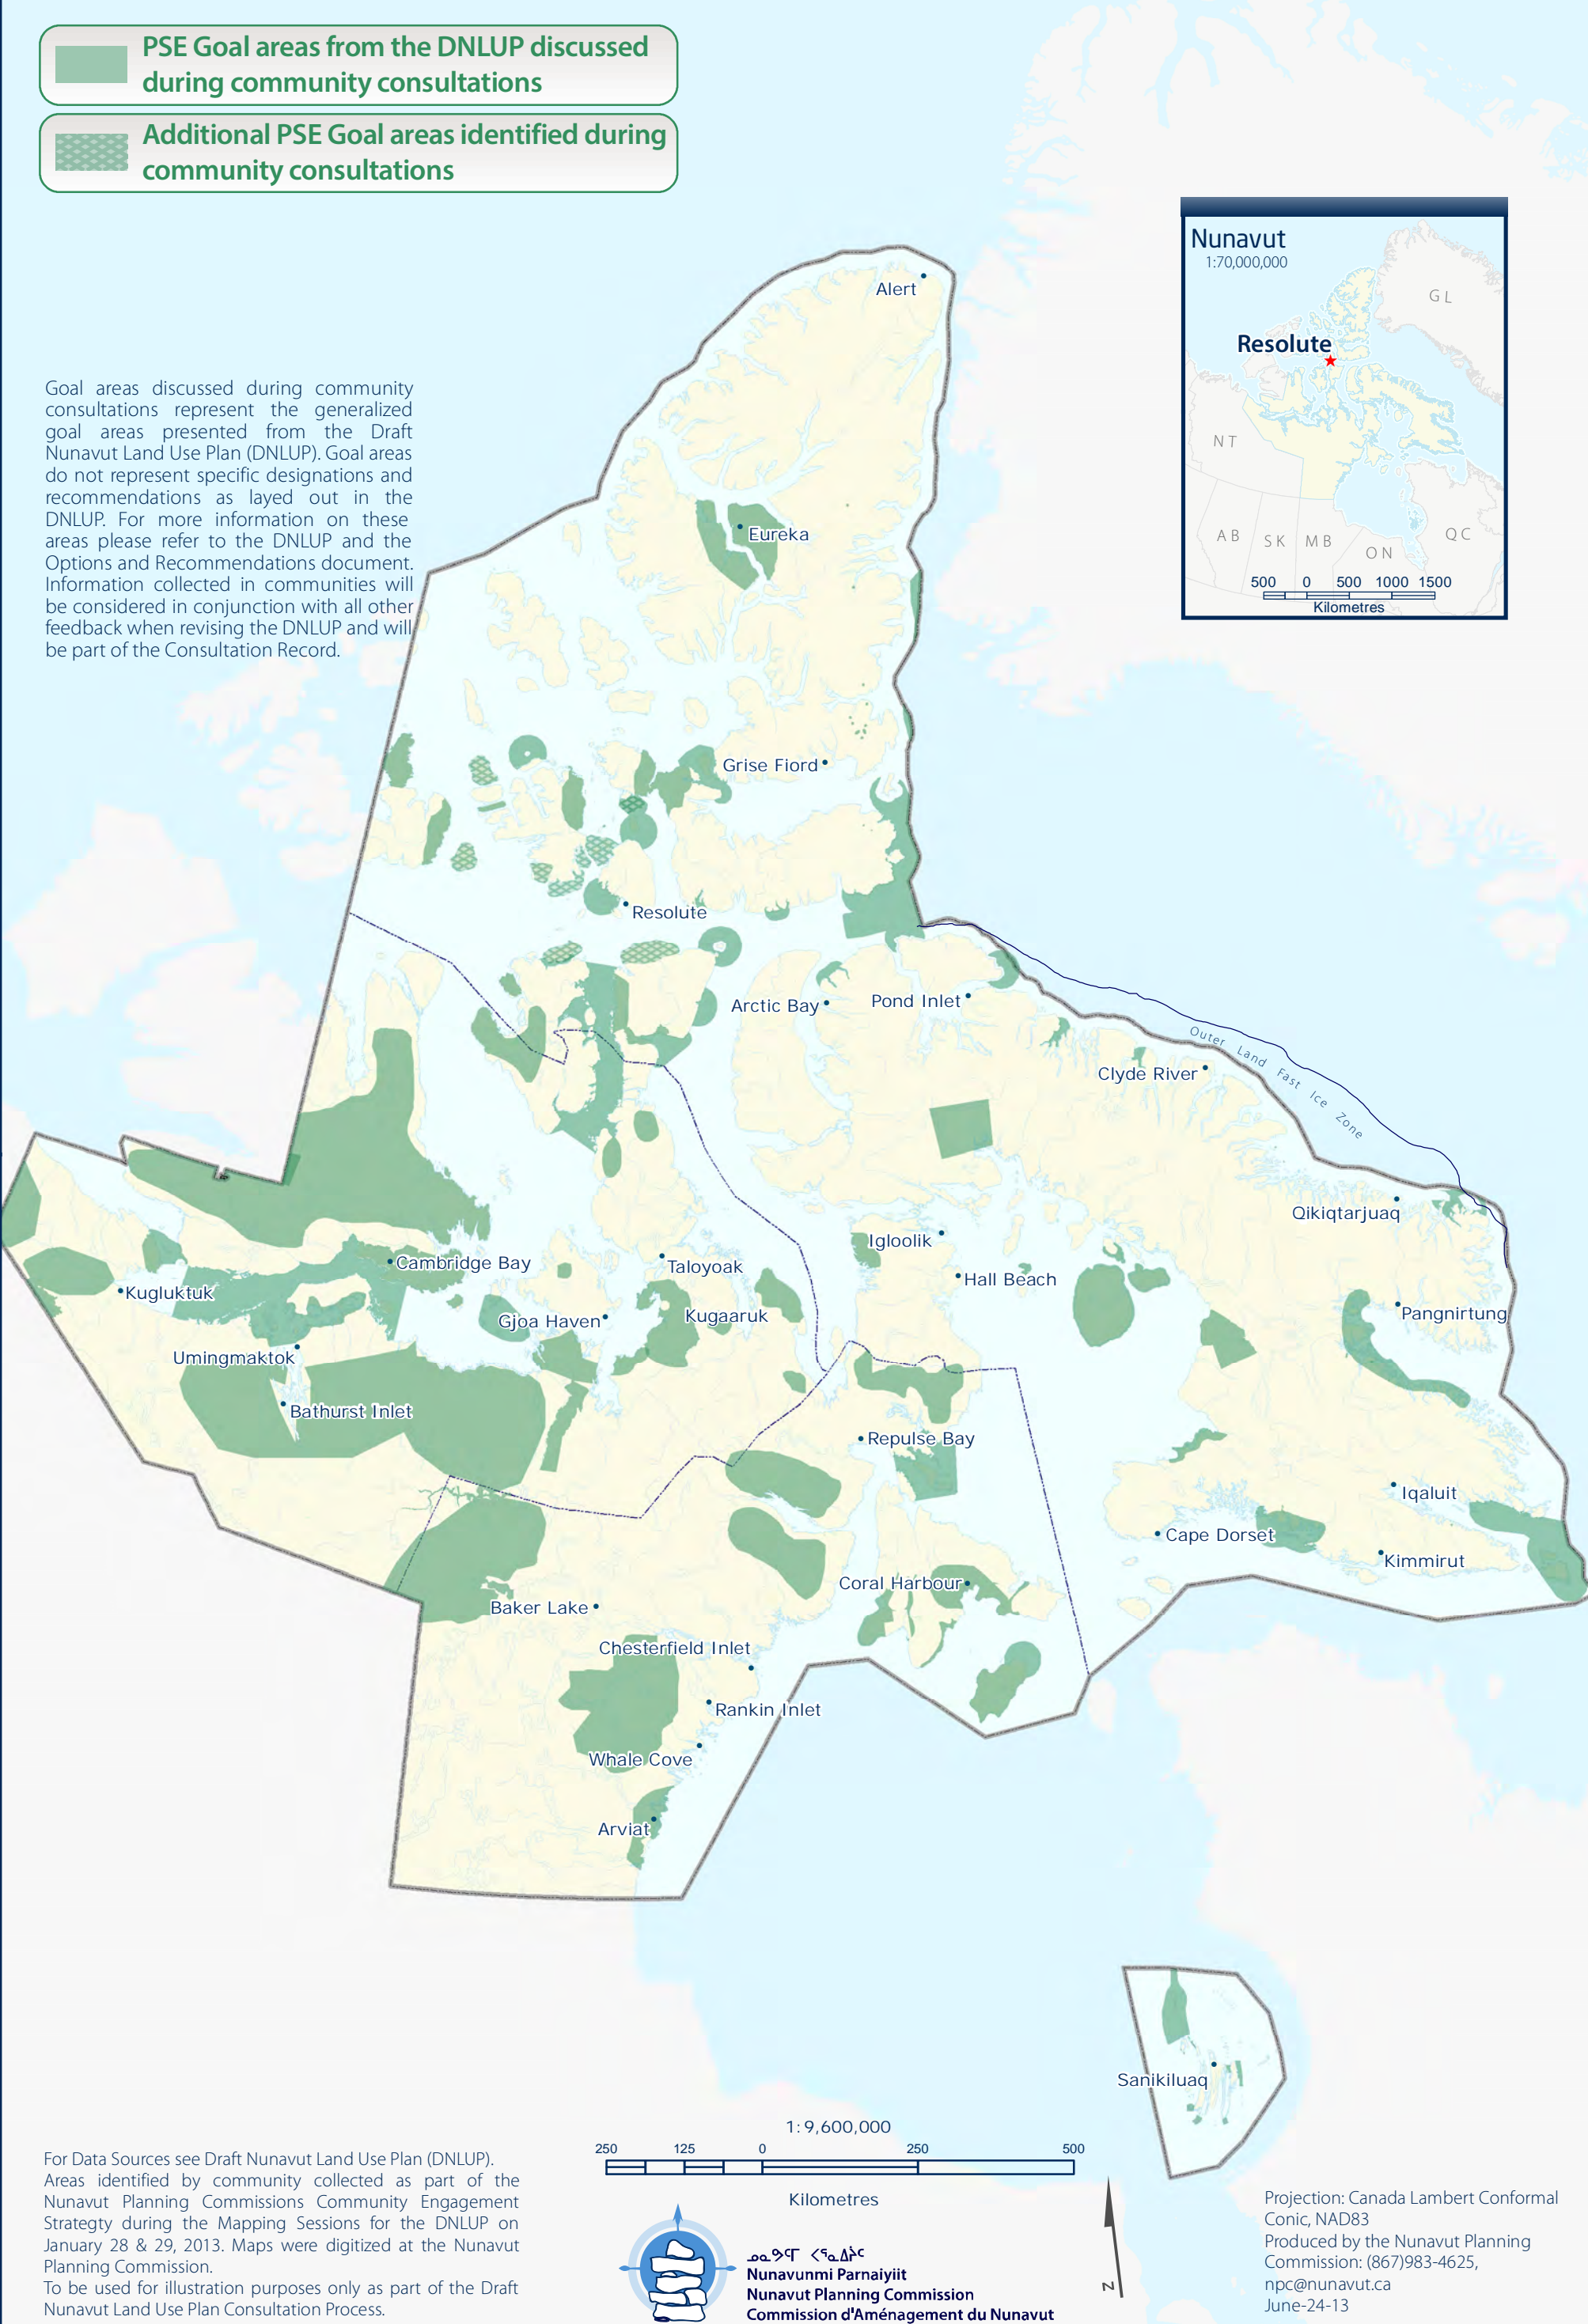 PSE Goal areas from the DNLUP discussed
during community consultations
Additional PSE Goal areas identified during
community consultations
Goal areas discussed during community
consultations represent the generalized
goal areas presented from the Draft
Nunavut Land Use Plan (DNLUP). Goal areas
do not represent specific designations and
recommendations as layed out in the
DNLUP. For more information on these
areas please refer to the DNLUP and the
Options and Recommendations document.
Information collected in communities will
be considered in conjunction with all other
feedback when revising the DNLUP and will
be part of the Consultation Record.
Nunavut
1:70,000,000
GL
Resolute
NT
AB
SK
MB
ON
QC
500 0 500 1000 1500
Kilometres
Alert
Eureka
Grise Fiord
Resolute
Arctic Bay
Pond Inlet
Outer Land Fast Ice Zone
Clyde River
Qikiqtarjuaq
Igloolik
Cambridge Bay
Taloyoak
Hall Beach
Kugluktuk
Gjoa Haven
Kugaaruk
Pangnirtung
Umingmaktok
Bathurst Inlet
Repulse Bay
Iqaluit
Cape Dorset
Kimmirut
Coral Harbour
Baker Lake
Chesterfield Inlet
Rankin Inlet
Whale Cove
Arviat
Sanikiluaq
1:9,600,000
250 125 0 250 500
Kilometres
N
For Data Sources see Draft Nunavut Land Use Plan (DNLUP).
Areas identified by community collected as part of the
Nunavut Planning Commissions Community Engagement
Strategty during the Mapping Sessions for the DNLUP on
January 28 & 29, 2013. Maps were digitized at the Nunavut
Planning Commission.
To be used for illustration purposes only as part of the Draft
Nunavut Land Use Plan Consultation Process.
ᓄᓇᕗᒻᒥ ᐸᕐᓇᐃᔨᑦ
Nunavunmi Parnaiyiit
Nunavut Planning Commission
Commission d'Aménagement du Nunavut
Projection: Canada Lambert Conformal
Conic, NAD83
Produced by the Nunavut Planning
Commission: (867)983-4625,
npc@nunavut.ca
June-24-13